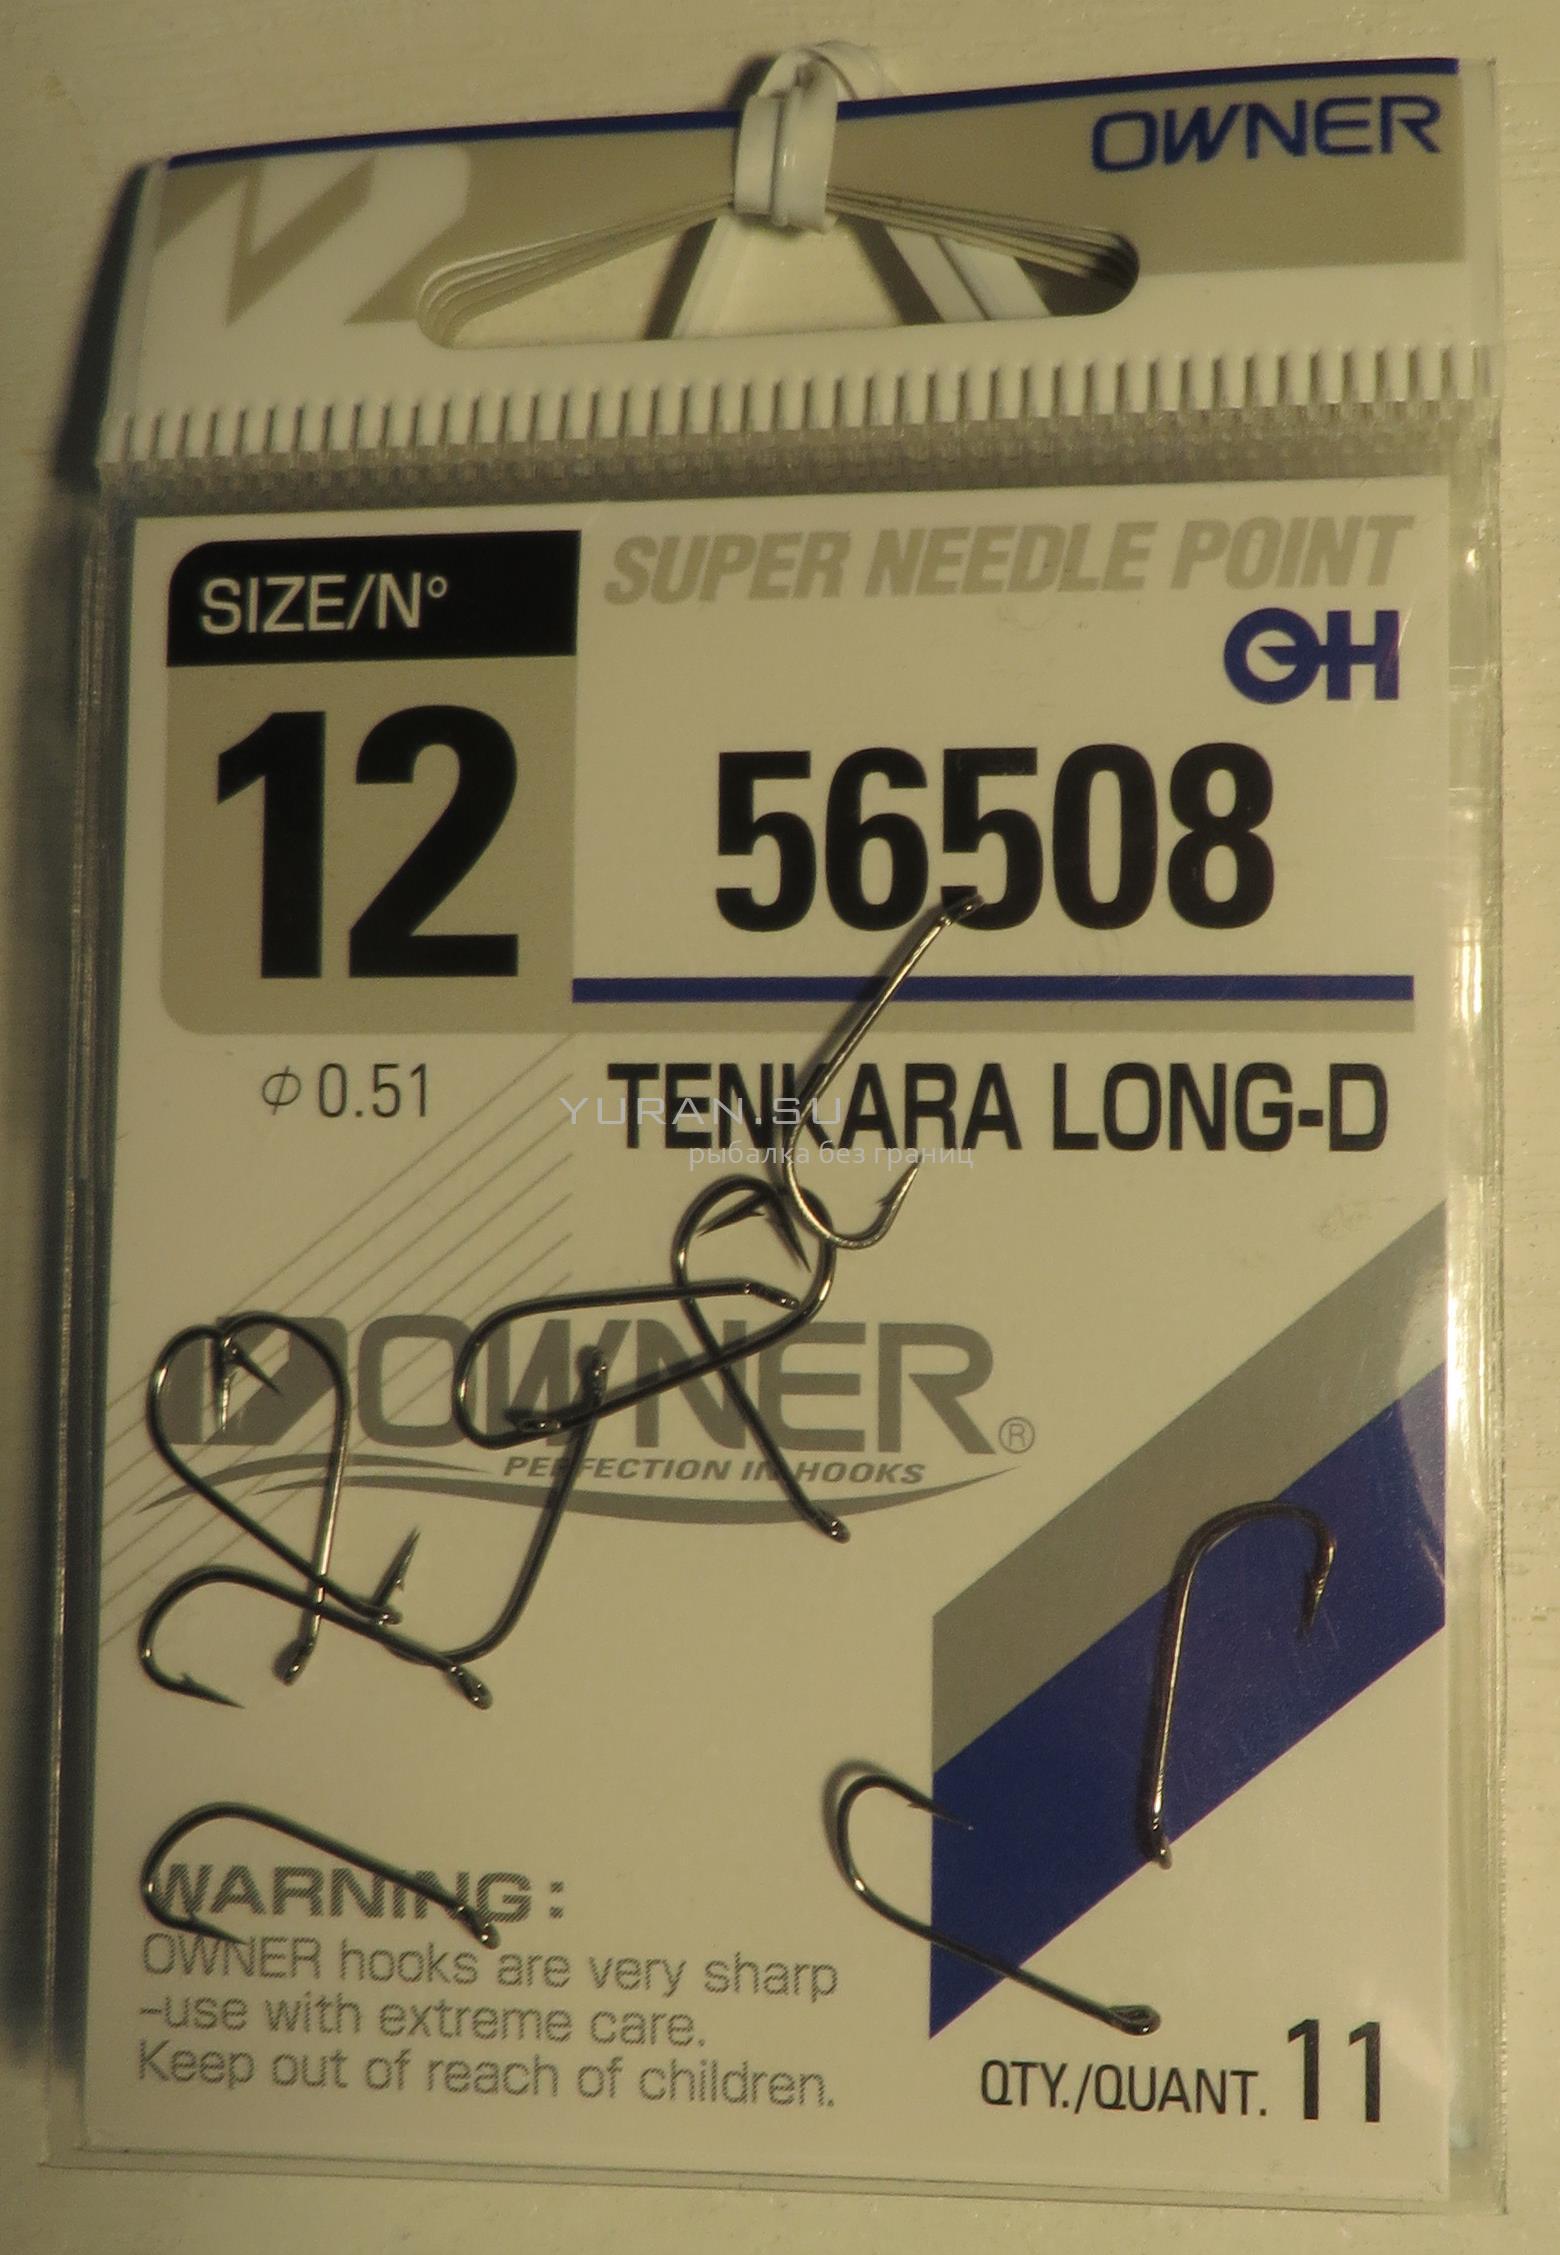 OWNER
SIZE/Nº
12
SUPER NEEDLE POINT
OH
56508
φ 0.51
TENKARA LONG-D
YURAN.SU
рыбалка без границ
OWNER®
PERFECTION IN HOOKS
WARNING:
OWNER hooks are very sharp
-use with extreme care.
Keep out of reach of children.
QTY./QUANT. 11